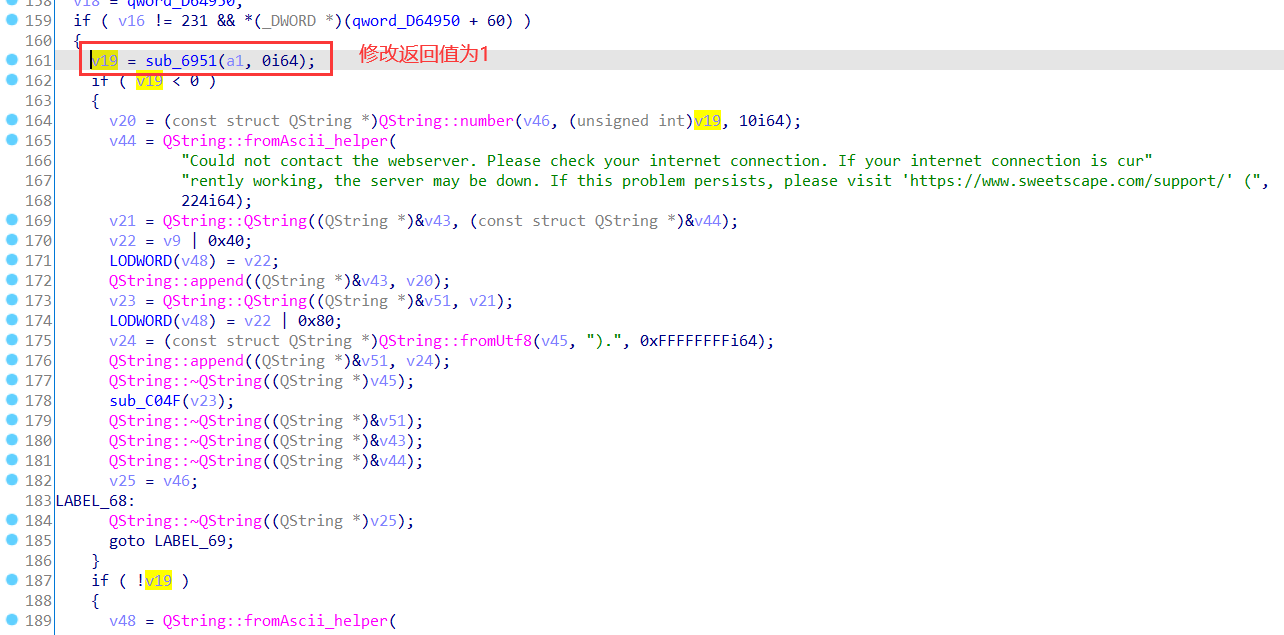 158 v18 = qword_D64950;
159 if ( v16 != 231 && *(_DWORD *)(qword_D64950 + 60) )
160 {
161 v19 = sub_6951(a1, 0i64); 修改返回值为1
162 if ( v19 < 0 )
163 {
164 v20 = (const struct QString *)QString::number(v46, (unsigned int)v19, 10i64);
165 v44 = QString::fromAscii_helper(
166 "Could not contact the webserver. Please check your internet connection. If your internet connection is cur"
167 "rently working, the server may be down. If this problem persists, please visit 'https://www.sweetscape.com/support/' (",
168 224i64);
169 v21 = QString::QString((QString *)&v43, (const struct QString *)&v44);
170 v22 = v9 | 0x40;
171 LODWORD(v48) = v22;
172 QString::append((QString *)&v43, v20);
173 v23 = QString::QString((QString *)&v51, v21);
174 LODWORD(v48) = v22 | 0x80;
175 v24 = (const struct QString *)QString::fromUtf8(v45, ").", 0xFFFFFFFFi64);
176 QString::append((QString *)&v51, v24);
177 QString::~QString((QString *)v45);
178 sub_C04F(v23);
179 QString::~QString((QString *)&v51);
180 QString::~QString((QString *)&v43);
181 QString::~QString((QString *)&v44);
182 v25 = v46;
183 LABEL_68:
184 QString::~QString((QString *)v25);
185 goto LABEL_69;
186 }
187 if ( !v19 )
188 {
189 v48 = QString::fromAscii_helper(